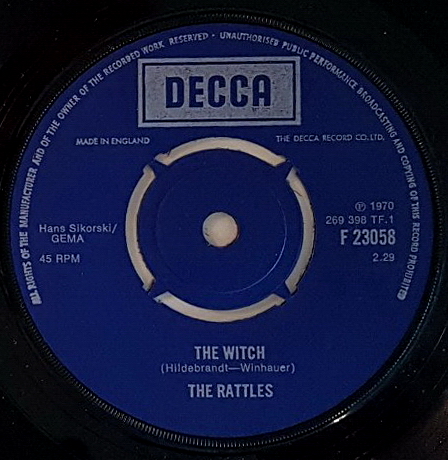 ALL RIGHTS OF THE MANUFACTURER AND OF THE OWNER OF THE RECORDED WORK RESERVED · UNAUTHORISED PUBLIC PERFORMANCE BROADCASTING AND COPYING OF THIS RECORD PROHIBITED
DECCA
MADE IN ENGLAND
THE DECCA RECORD CO. LTD.
Hans Sikorski/
GEMA
45 RPM
℗ 1970
269 398 TF.1
F 23058
2.29
THE WITCH
(Hildebrandt—Winhauer)
THE RATTLES